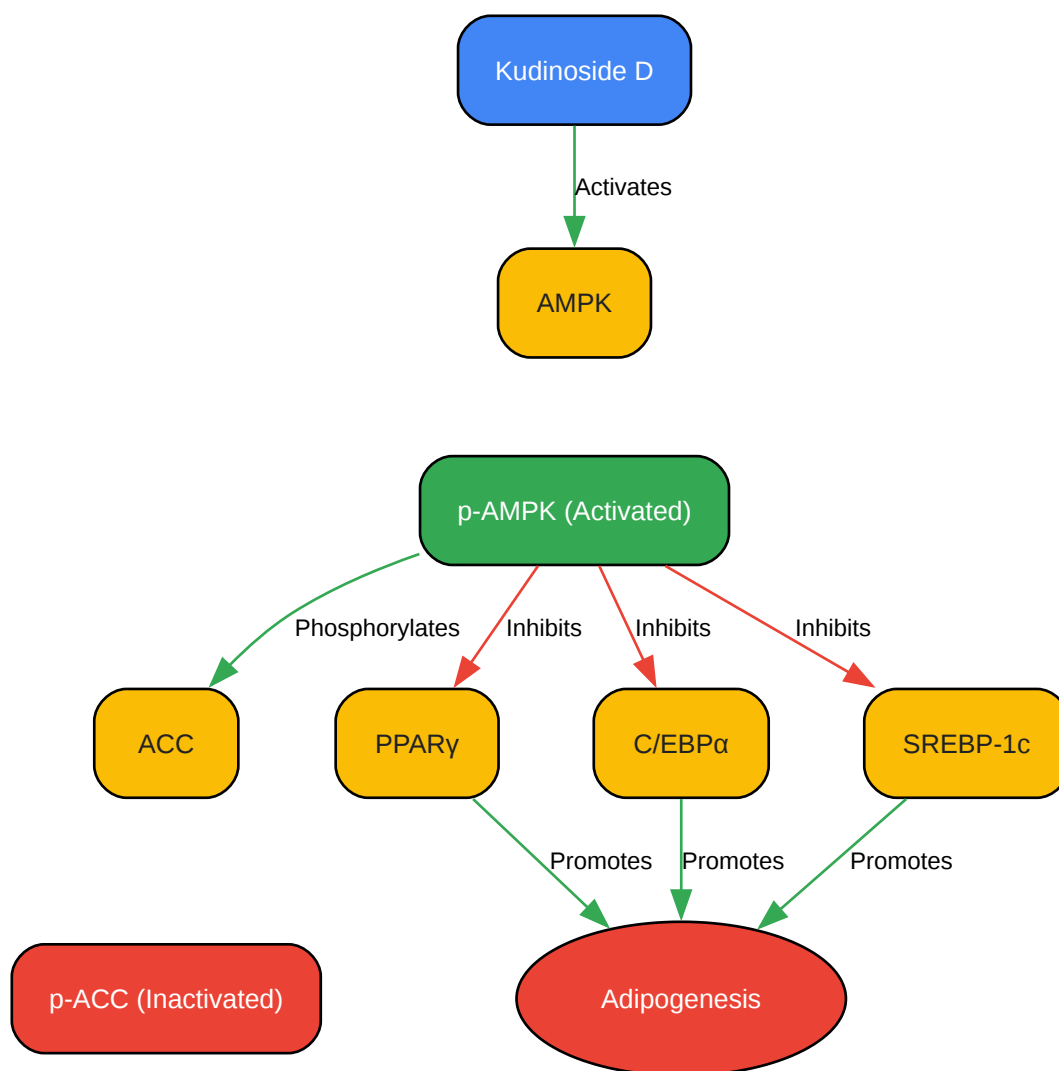 Kudinoside D
Activates
AMPK
p-AMPK (Activated)
Phosphorylates
Inhibits
Inhibits
Inhibits
ACC
PPARγ
C/EBPα
SREBP-1c
Promotes
Promotes
Promotes
p-ACC (Inactivated)
Adipogenesis